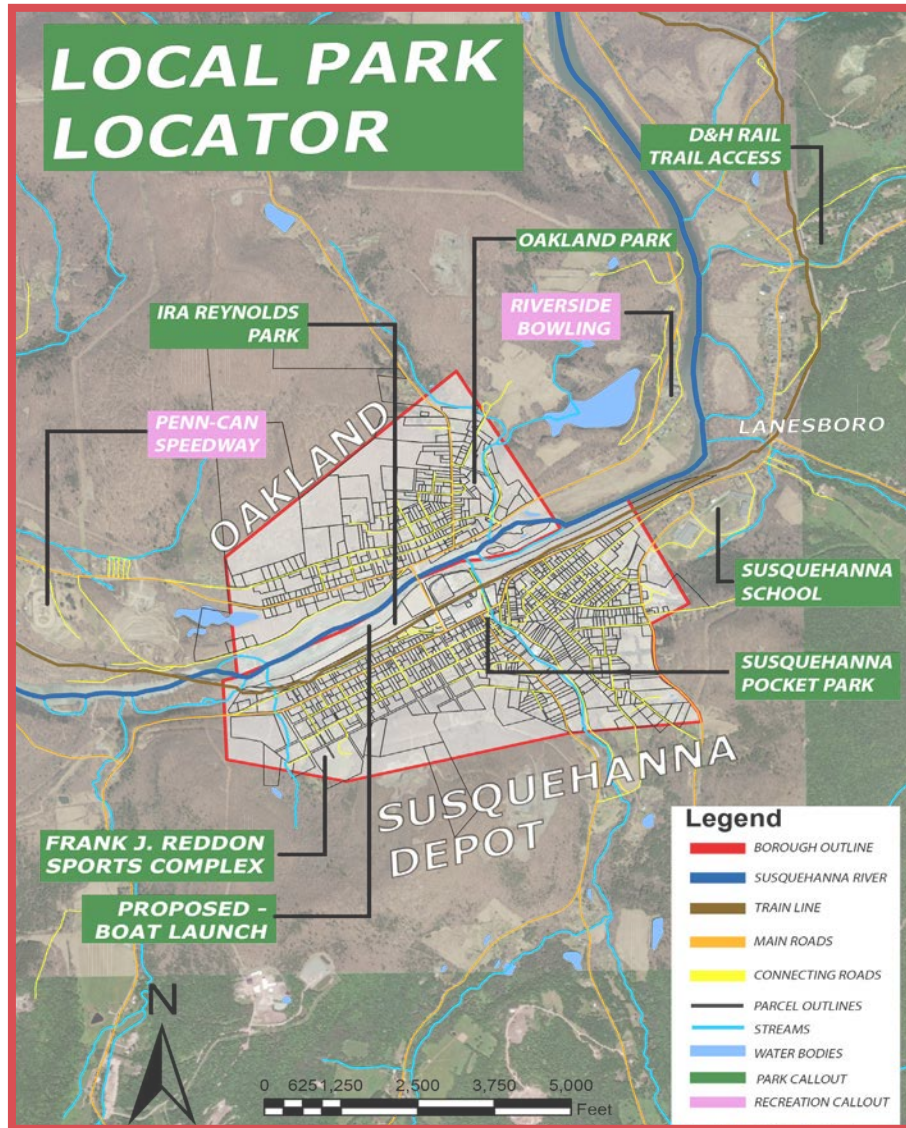 LOCAL PARK
LOCATOR
D&H RAIL
TRAIL ACCESS
OAKLAND PARK
IRA REYNOLDS
PARK
RIVERSIDE
BOWLING
PENN-CAN
SPEEDWAY
OAKLAND
LANESBORO
SUSQUEHANNA
SCHOOL
SUSQUEHANNA
POCKET PARK
SUSQUEHANNA
DEPOT
FRANK J. REDDON
SPORTS COMPLEX
PROPOSED -
BOAT LAUNCH
Legend
BOROUGH OUTLINE
SUSQUEHANNA RIVER
TRAIN LINE
MAIN ROADS
CONNECTING ROADS
PARCEL OUTLINES
STREAMS
WATER BODIES
PARK CALLOUT
RECREATION CALLOUT
N
0 625 1,250 2,500 3,750 5,000
Feet